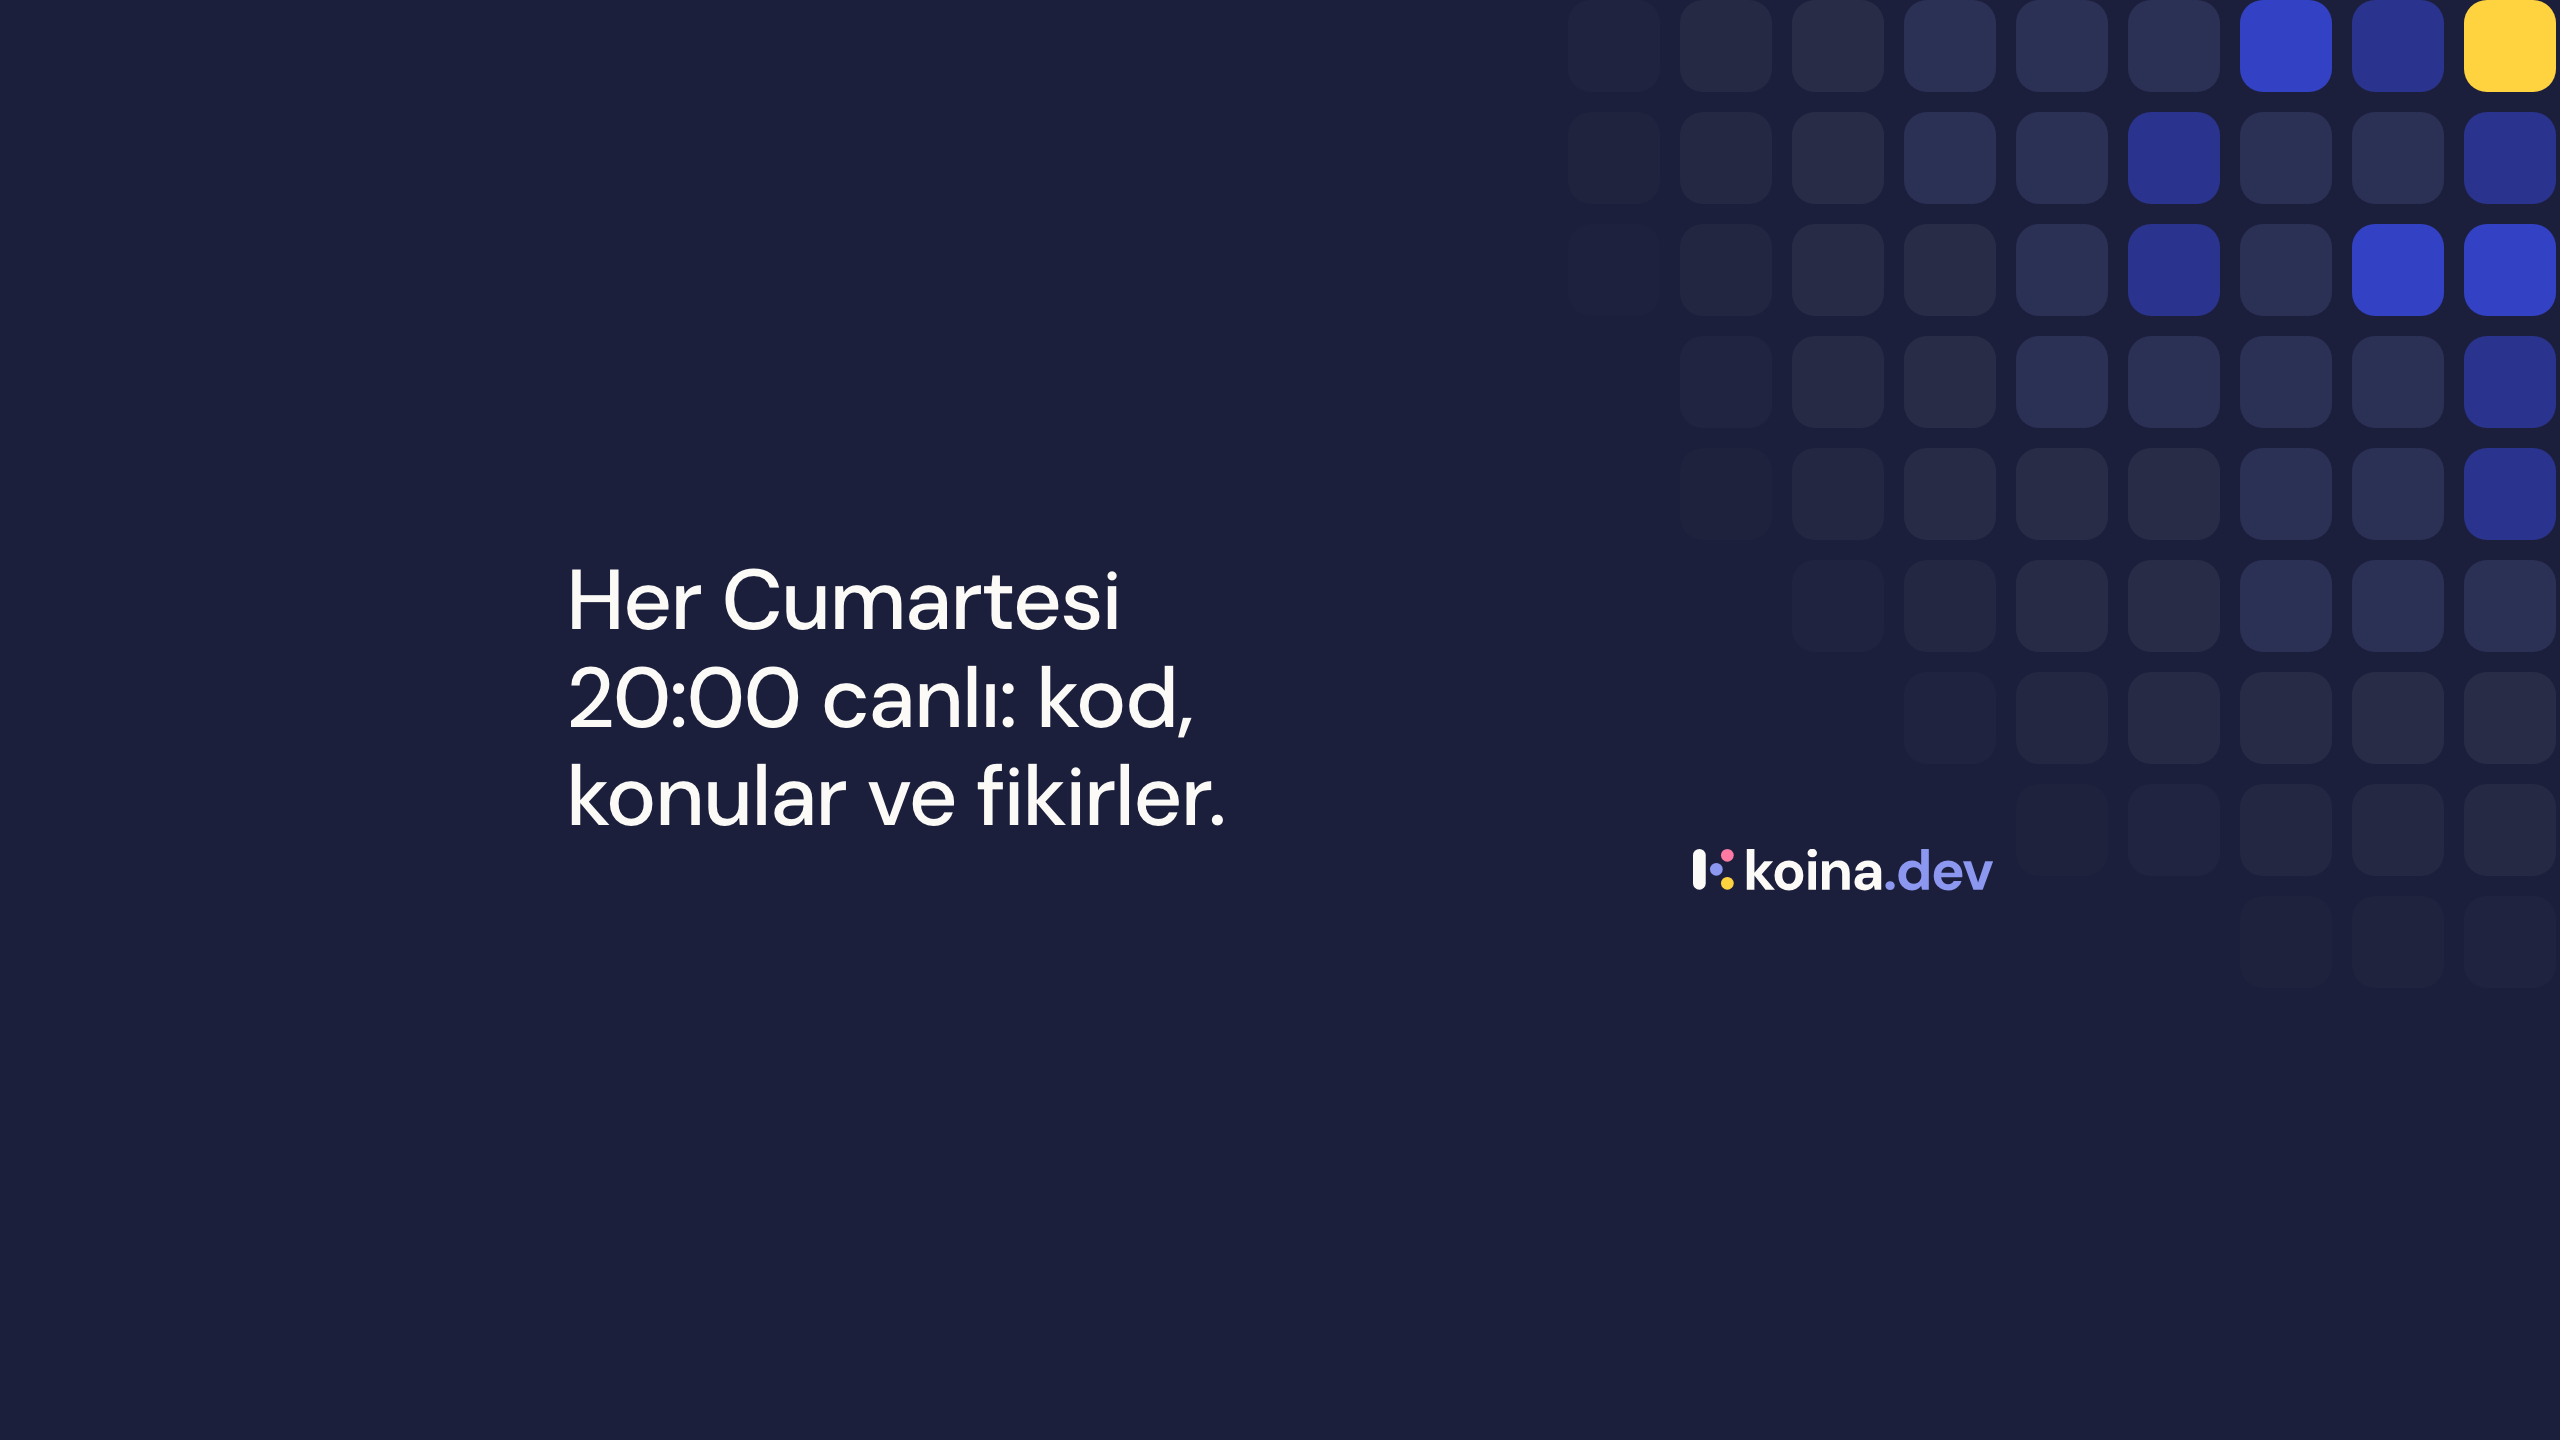 Her Cumartesi
20:00 canlı: kod,
konular ve fikirler.
koina.dev